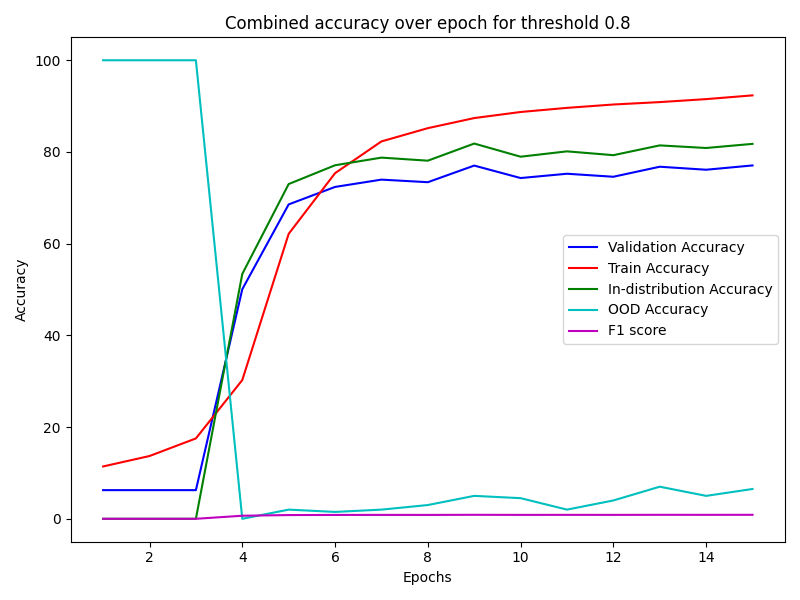 Combined accuracy over epoch for threshold 0.8
100
80
60
40
20
0
Accuracy
Validation Accuracy
Train Accuracy
In-distribution Accuracy
OOD Accuracy
F1 score
2 4 6 8 10 12 14
Epochs